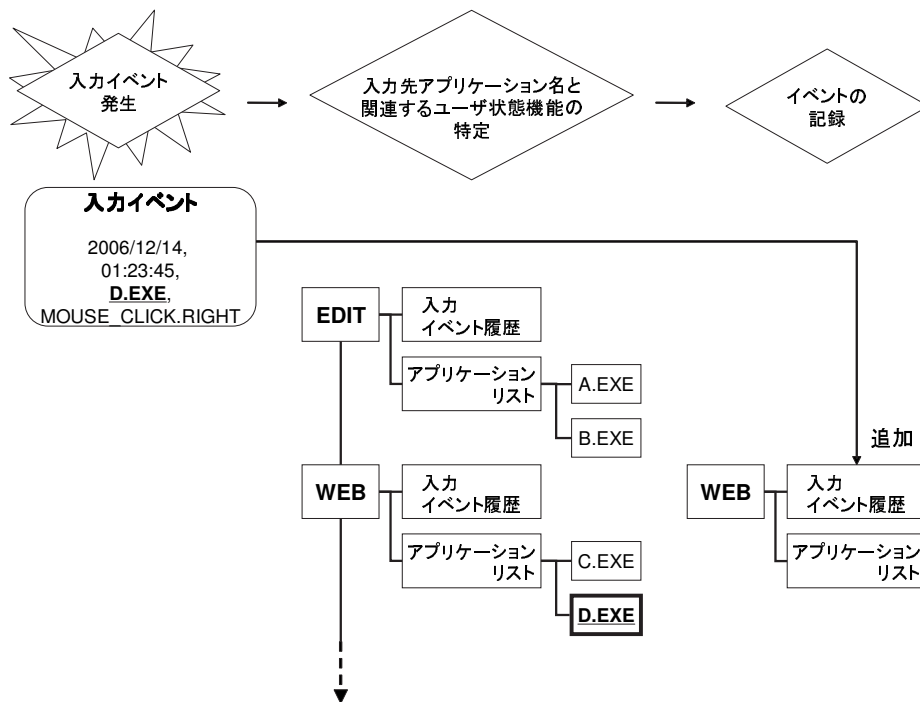 入力イベント
発生
入力先アプリケーション名と
関連するユーザ状態機能の
特定
イベントの
記録
入力イベント
2006/12/14,
01:23:45,
D.EXE,
MOUSE_CLICK.RIGHT
EDIT
入力
イベント履歴
アプリケーション
リスト
A.EXE
B.EXE
追加
WEB
入力
イベント履歴
アプリケーション
リスト
C.EXE
D.EXE
WEB
入力
イベント履歴
アプリケーション
リスト